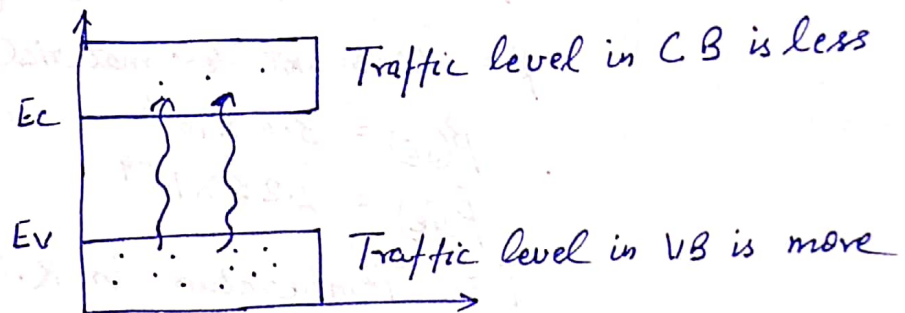 Traffic level in CB is less
Ec
Ev
Traffic level in VB is more